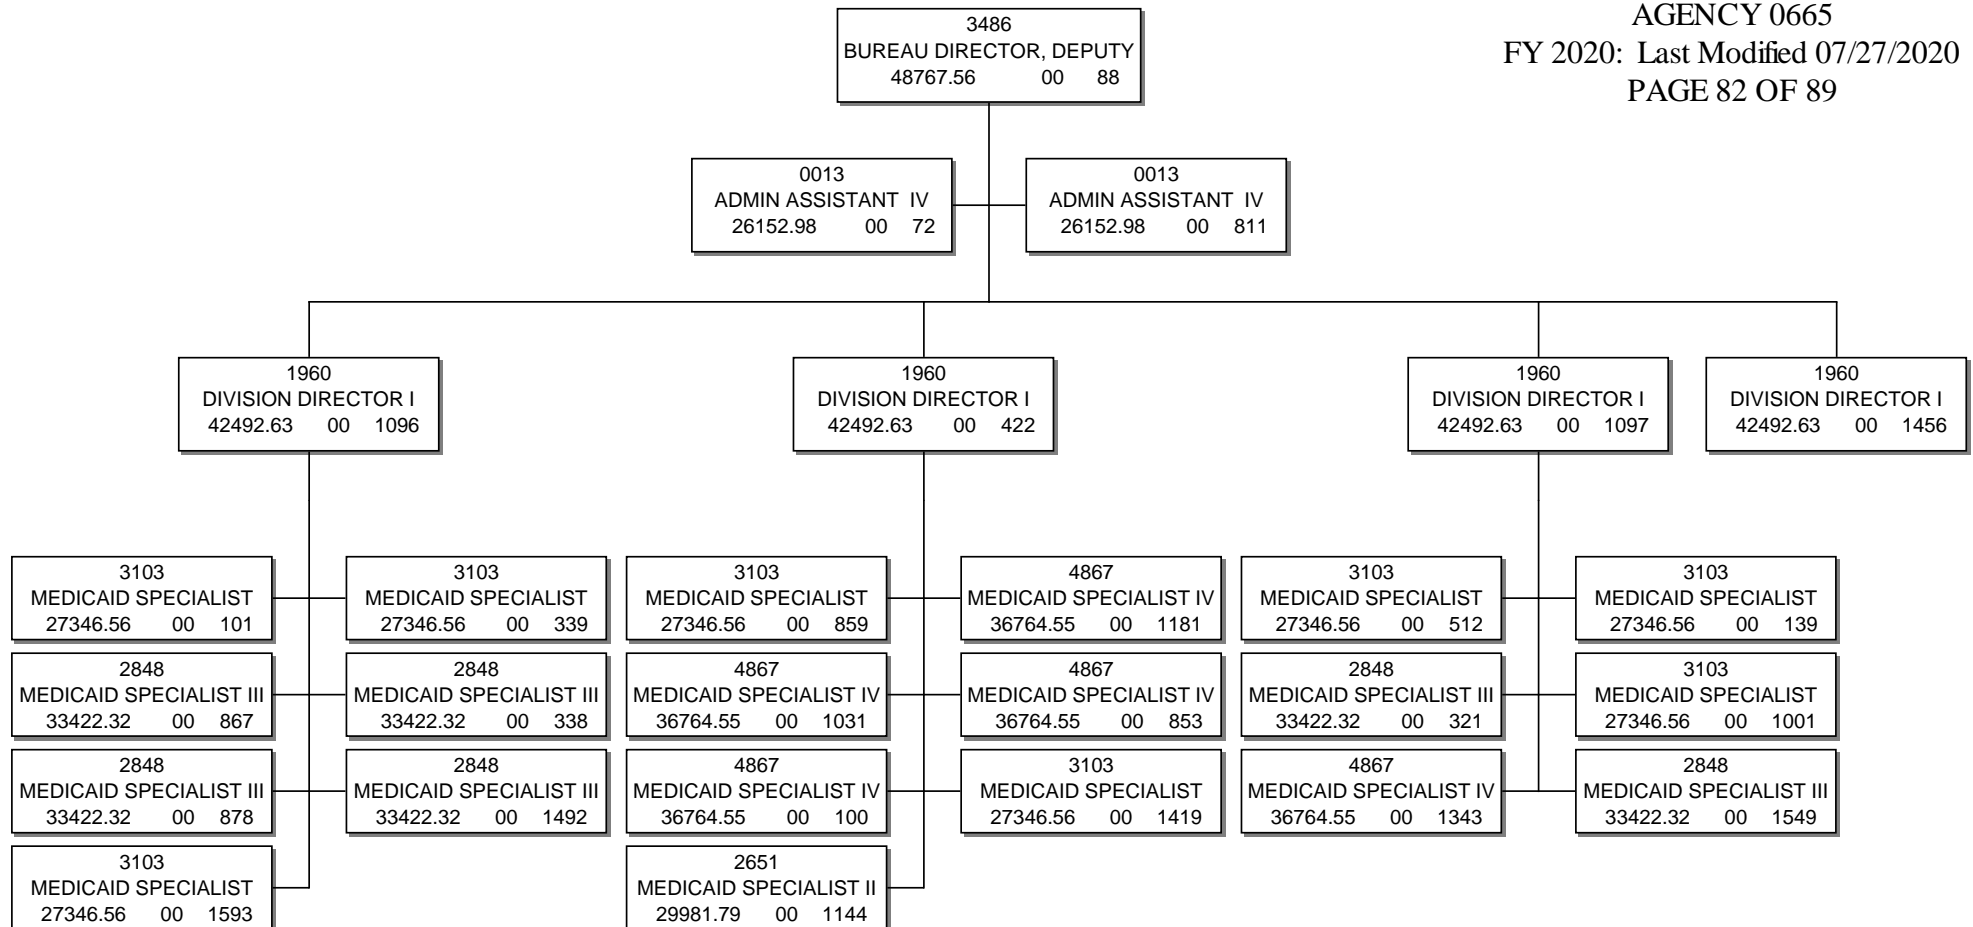 AGENCY 0665
FY 2020: Last Modified 07/27/2020
PAGE 82 OF 89
3486
BUREAU DIRECTOR, DEPUTY
48767.56 00 88
0013
ADMIN ASSISTANT IV
26152.98 00 72
0013
ADMIN ASSISTANT IV
26152.98 00 811
1960
DIVISION DIRECTOR I
42492.63 00 1096
1960
DIVISION DIRECTOR I
42492.63 00 422
1960
DIVISION DIRECTOR I
42492.63 00 1097
1960
DIVISION DIRECTOR I
42492.63 00 1456
3103
MEDICAID SPECIALIST
27346.56 00 101
3103
MEDICAID SPECIALIST
27346.56 00 339
3103
MEDICAID SPECIALIST
27346.56 00 859
4867
MEDICAID SPECIALIST IV
36764.55 00 1181
3103
MEDICAID SPECIALIST
27346.56 00 512
3103
MEDICAID SPECIALIST
27346.56 00 139
2848
MEDICAID SPECIALIST III
33422.32 00 867
2848
MEDICAID SPECIALIST III
33422.32 00 338
4867
MEDICAID SPECIALIST IV
36764.55 00 1031
4867
MEDICAID SPECIALIST IV
36764.55 00 853
2848
MEDICAID SPECIALIST III
33422.32 00 321
3103
MEDICAID SPECIALIST
27346.56 00 1001
2848
MEDICAID SPECIALIST III
33422.32 00 878
2848
MEDICAID SPECIALIST III
33422.32 00 1492
4867
MEDICAID SPECIALIST IV
36764.55 00 100
3103
MEDICAID SPECIALIST
27346.56 00 1419
4867
MEDICAID SPECIALIST IV
36764.55 00 1343
2848
MEDICAID SPECIALIST III
33422.32 00 1549
3103
MEDICAID SPECIALIST
27346.56 00 1593
2651
MEDICAID SPECIALIST II
29981.79 00 1144